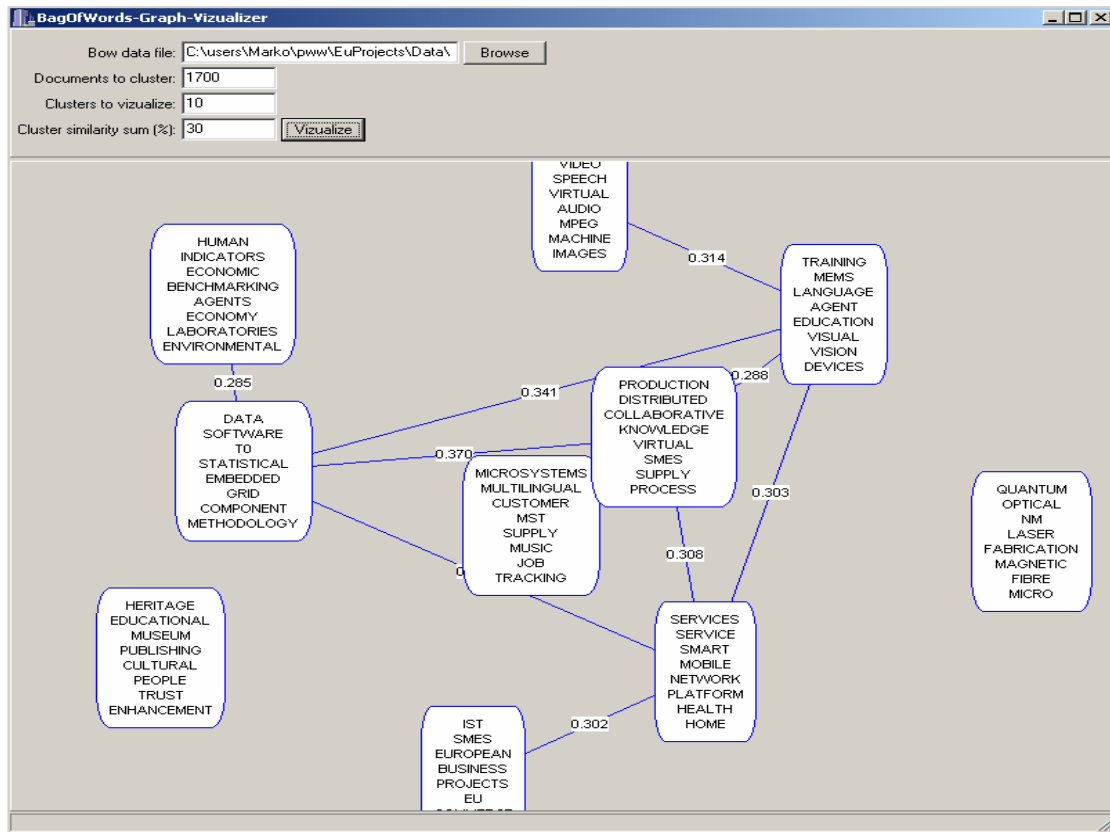 BagOfWords-Graph-Vizualizer
Bow data file: C:\users\Marko\pww\EuProjects\Data\ Browse
Documents to cluster: 1700
Clusters to vizualize: 10
Cluster similarity sum (%): 30 Vizualize
VIDEO
SPEECH
VIRTUAL
AUDIO
MPEG
MACHINE
IMAGES
HUMAN
INDICATORS
ECONOMIC
BENCHMARKING
AGENTS
ECONOMY
LABORATORIES
ENVIRONMENTAL
0.314
TRAINING
MEMS
LANGUAGE
AGENT
EDUCATION
VISUAL
VISION
DEVICES
0.285
0.341
0.288
PRODUCTION
DISTRIBUTED
COLLABORATIVE
KNOWLEDGE
VIRTUAL
SMES
SUPPLY
PROCESS
DATA
SOFTWARE
T0
STATISTICAL
EMBEDDED
GRID
COMPONENT
METHODOLOGY
0.370
MICROSYSTEMS
MULTILINGUAL
CUSTOMER
MST
SUPPLY
MUSIC
JOB
TRACKING
0.303
QUANTUM
OPTICAL
NM
LASER
FABRICATION
MAGNETIC
FIBRE
MICRO
0.308
HERITAGE
EDUCATIONAL
MUSEUM
PUBLISHING
CULTURAL
PEOPLE
TRUST
ENHANCEMENT
SERVICES
SERVICE
SMART
MOBILE
NETWORK
PLATFORM
HEALTH
HOME
0.302
IST
SMES
EUROPEAN
BUSINESS
PROJECTS
EU